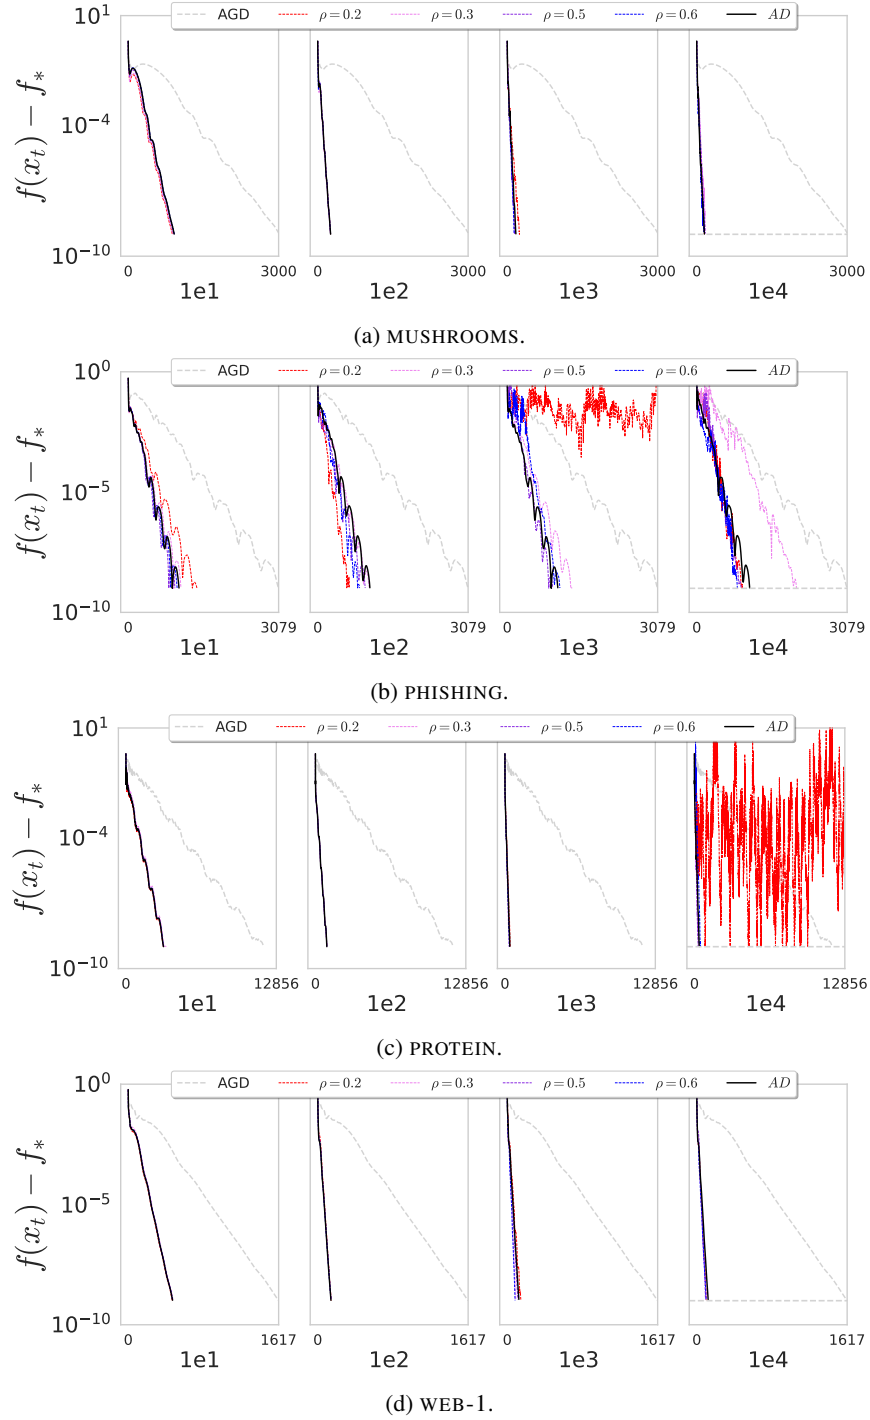 AGD ρ = 0.2 ρ = 0.3 ρ = 0.5 ρ = 0.6 AD
f(x_t) − f_*
10^1
10^−4
10^−10
0 3000 0 3000 0 3000 0 3000
1e1 1e2 1e3 1e4
(a) MUSHROOMS.
AGD ρ = 0.2 ρ = 0.3 ρ = 0.5 ρ = 0.6 AD
f(x_t) − f_*
10^0
10^−5
10^−10
0 3079 0 3079 0 3079 0 3079
1e1 1e2 1e3 1e4
(b) PHISHING.
AGD ρ = 0.2 ρ = 0.3 ρ = 0.5 ρ = 0.6 AD
f(x_t) − f_*
10^1
10^−4
10^−10
0 12856 0 12856 0 12856 0 12856
1e1 1e2 1e3 1e4
(c) PROTEIN.
AGD ρ = 0.2 ρ = 0.3 ρ = 0.5 ρ = 0.6 AD
f(x_t) − f_*
10^0
10^−5
10^−10
0 1617 0 1617 0 1617 0 1617
1e1 1e2 1e3 1e4
(d) WEB-1.